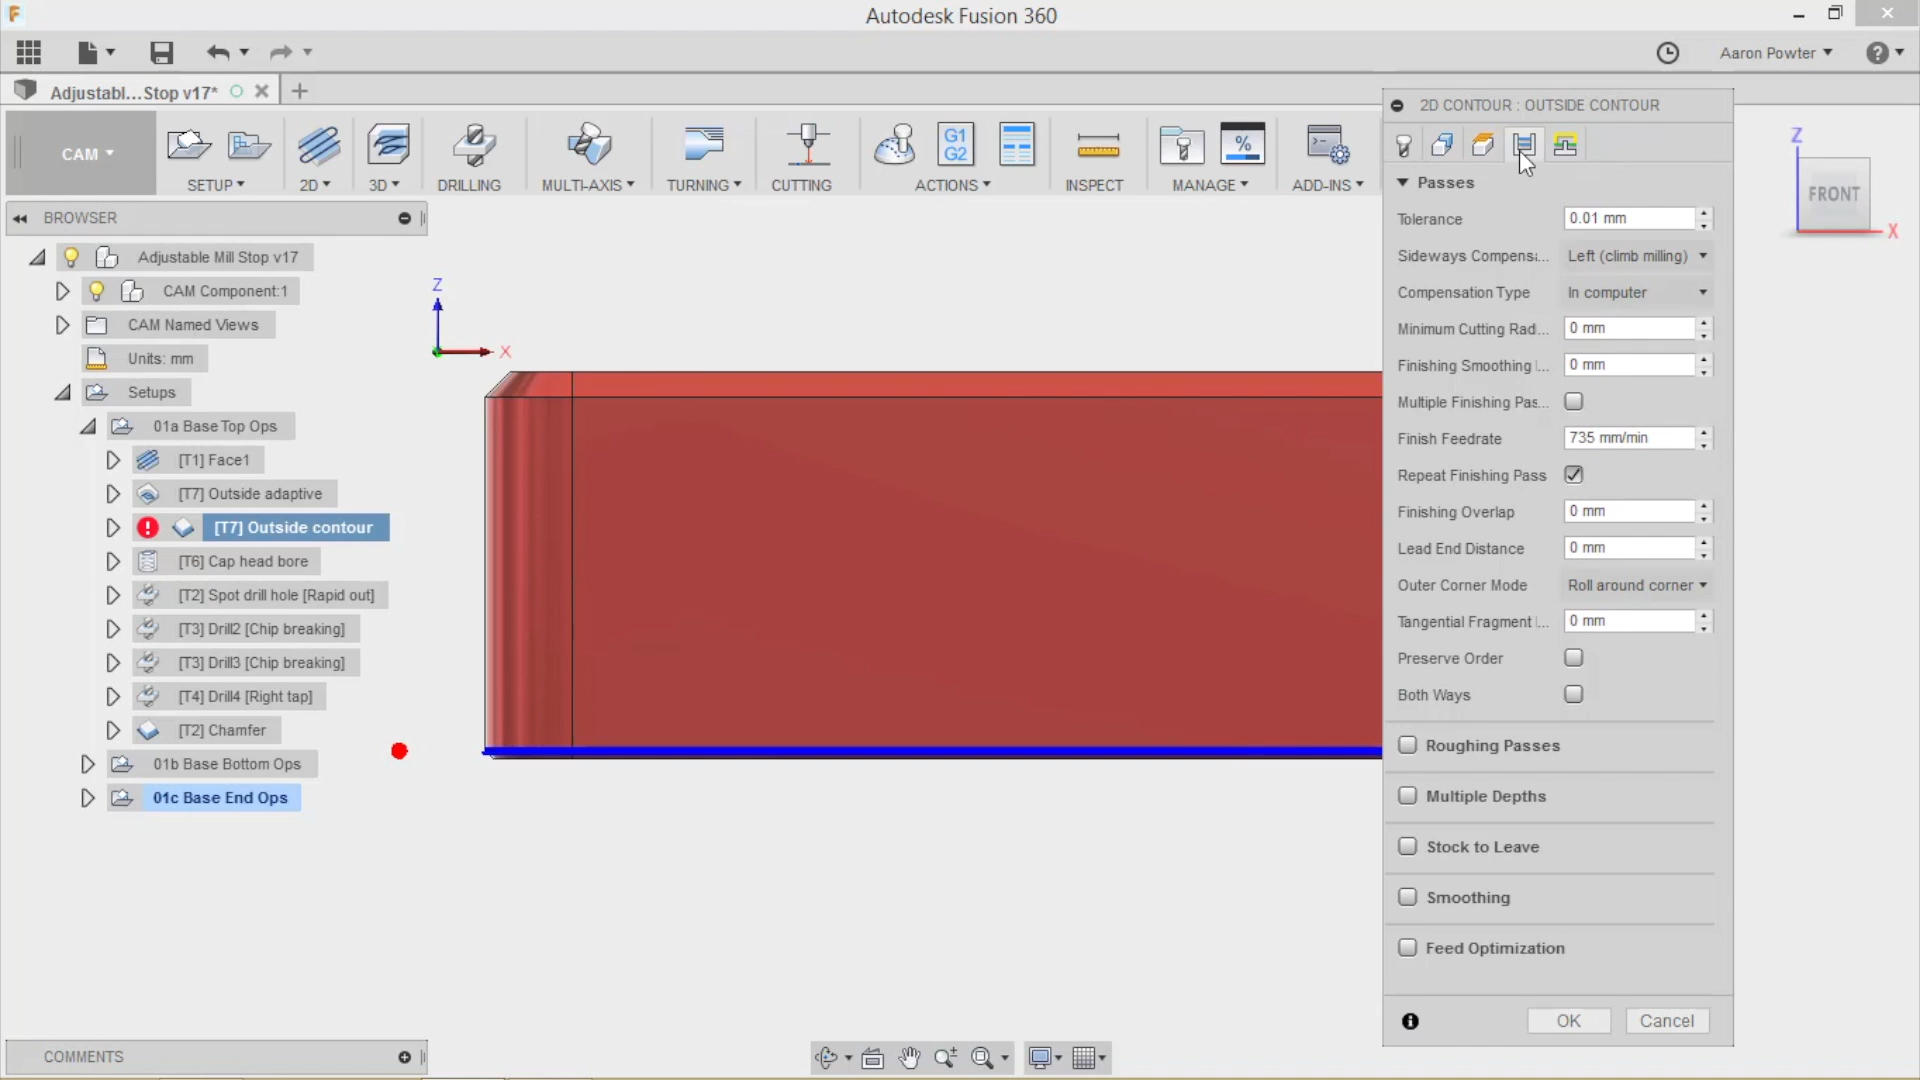 Autodesk Fusion 360
Aaron Powter
Adjustabl...Stop v17*
CAM
SETUP
2D
3D
DRILLING
MULTI-AXIS
TURNING
CUTTING
G1
G2
ACTIONS
INSPECT
%
MANAGE
ADD-INS
BROWSER
Adjustable Mill Stop v17
CAM Component:1
CAM Named Views
Units: mm
Setups
01a Base Top Ops
[T1] Face1
[T7] Outside adaptive
[T7] Outside contour
[T6] Cap head bore
[T2] Spot drill hole [Rapid out]
[T3] Drill2 [Chip breaking]
[T3] Drill3 [Chip breaking]
[T4] Drill4 [Right tap]
[T2] Chamfer
01b Base Bottom Ops
01c Base End Ops
COMMENTS
Z
X
2D CONTOUR : OUTSIDE CONTOUR
Passes
Tolerance 0.01 mm
Sideways Compens... Left (climb milling)
Compensation Type In computer
Minimum Cutting Rad... 0 mm
Finishing Smoothing ... 0 mm
Multiple Finishing Pas...
Finish Feedrate 735 mm/min
Repeat Finishing Pass
Finishing Overlap 0 mm
Lead End Distance 0 mm
Outer Corner Mode Roll around corner
Tangential Fragment ... 0 mm
Preserve Order
Both Ways
Roughing Passes
Multiple Depths
Stock to Leave
Smoothing
Feed Optimization
OK Cancel
Z
FRONT
X